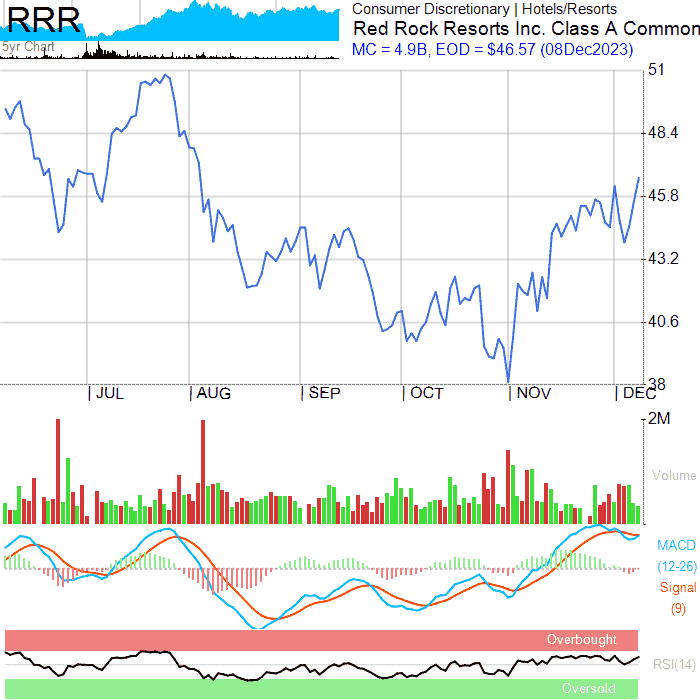 RRR
5yr Chart
Consumer Discretionary | Hotels/Resorts
Red Rock Resorts Inc. Class A Common
MC = 4.9B, EOD = $46.57 (08Dec2023)
51
48.4
45.8
43.2
40.6
38
JUL AUG SEP OCT NOV DEC
2M
Volume
MACD
(12-26)
Signal
(9)
Overbought
RSI(14)
Oversold